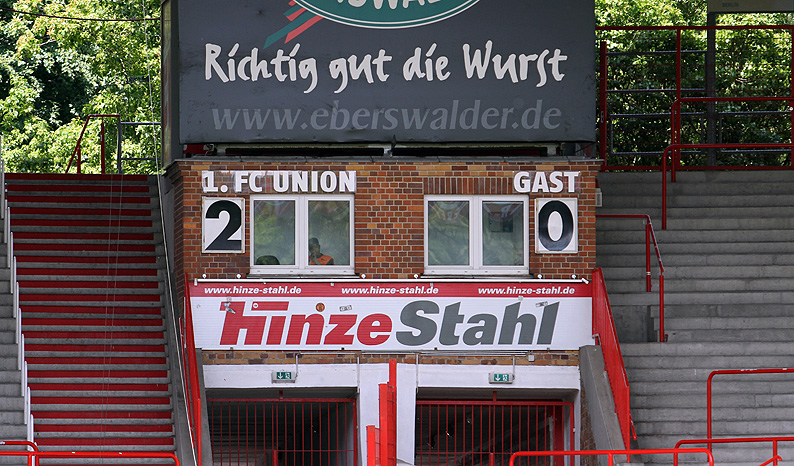 Richtig gut die Wurst
www.eberswalder.de
1. FC UNION GAST
2 0
www.hinze-stahl.de www.hinze-stahl.de www.hinze-stahl.de
HinzeStahl